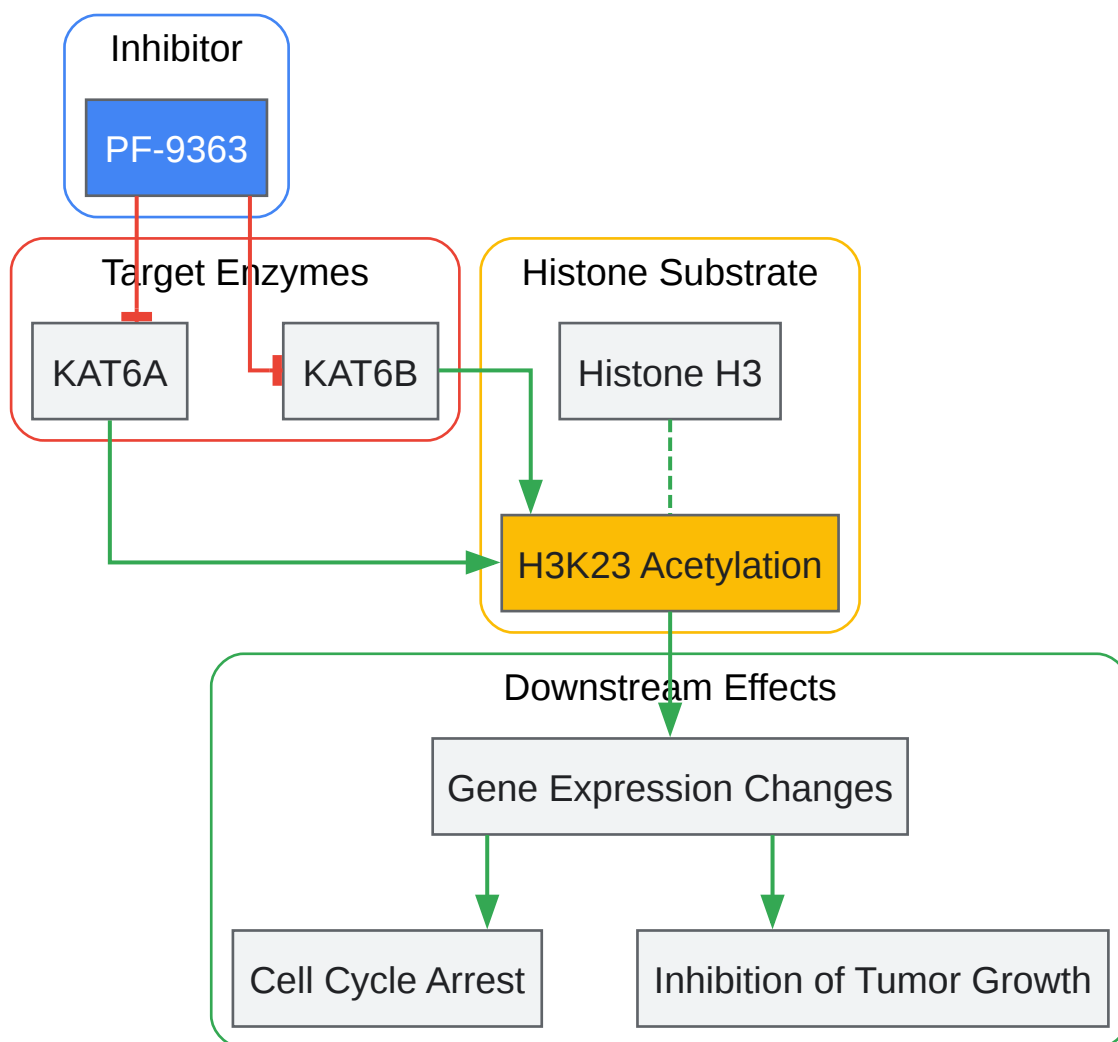 Inhibitor
PF-9363
Target Enzymes
KAT6A
KAT6B
Histone Substrate
Histone H3
H3K23 Acetylation
Downstream Effects
Gene Expression Changes
Cell Cycle Arrest
Inhibition of Tumor Growth